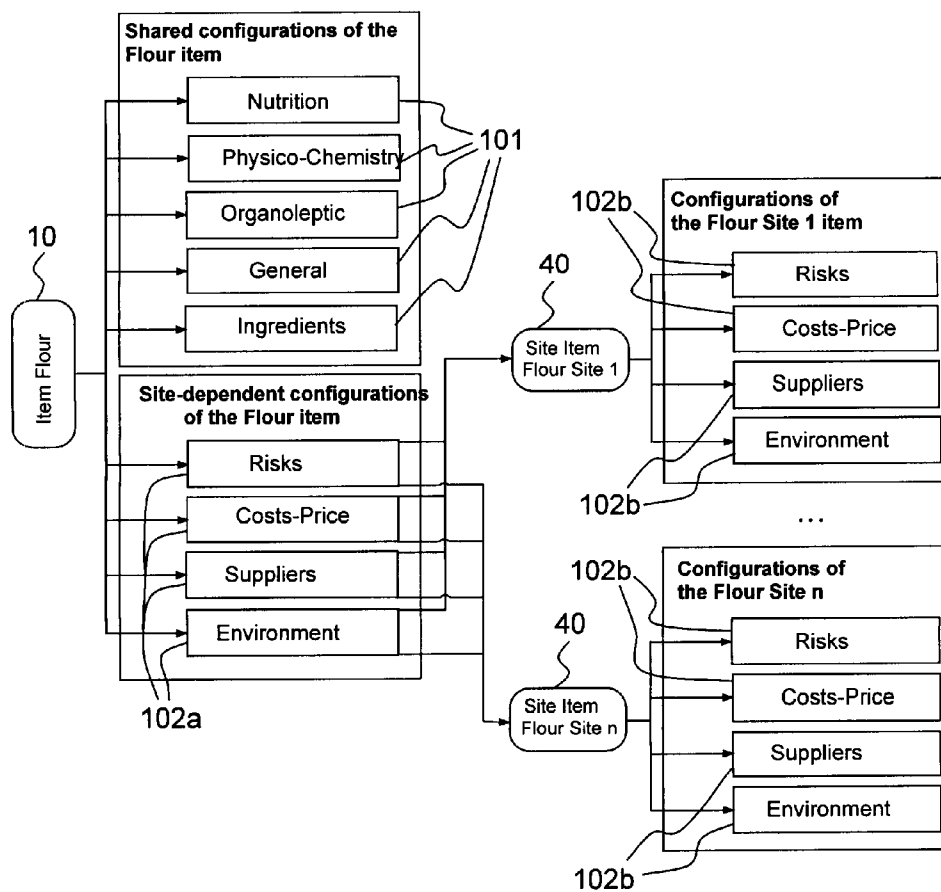 Shared configurations of the
Flour item
Nutrition
Physico-Chemistry
Organoleptic
General
Ingredients
101
10
Item Flour
Site-dependent configurations
of the Flour item
Risks
Costs-Price
Suppliers
Environment
102a
40
Site Item
Flour Site 1
102b
Configurations of
the Flour Site 1 item
Risks
Costs-Price
Suppliers
Environment
102b
...
40
Site Item
Flour Site n
102b
Configurations of
the Flour Site n
Risks
Costs-Price
Suppliers
Environment
102b